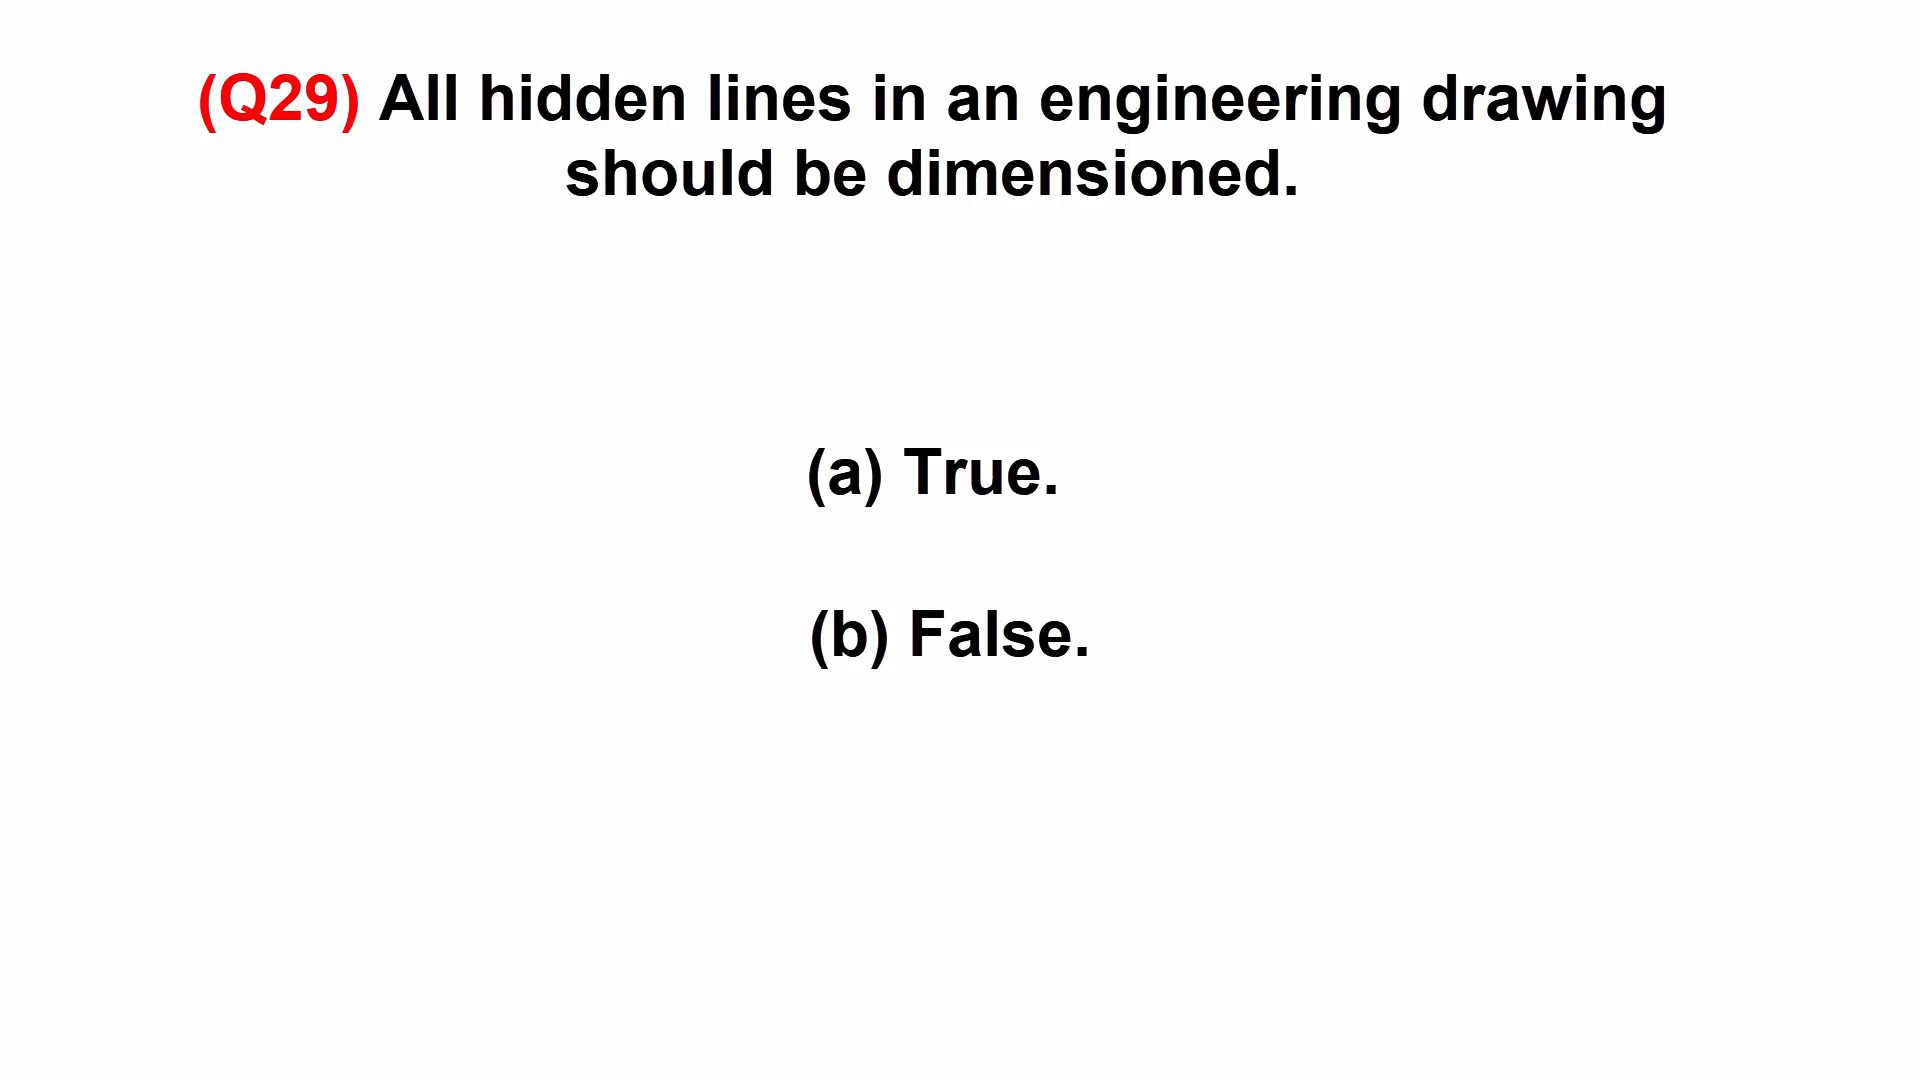 (Q29) All hidden lines in an engineering drawing
should be dimensioned.
(a) True.
(b) False.